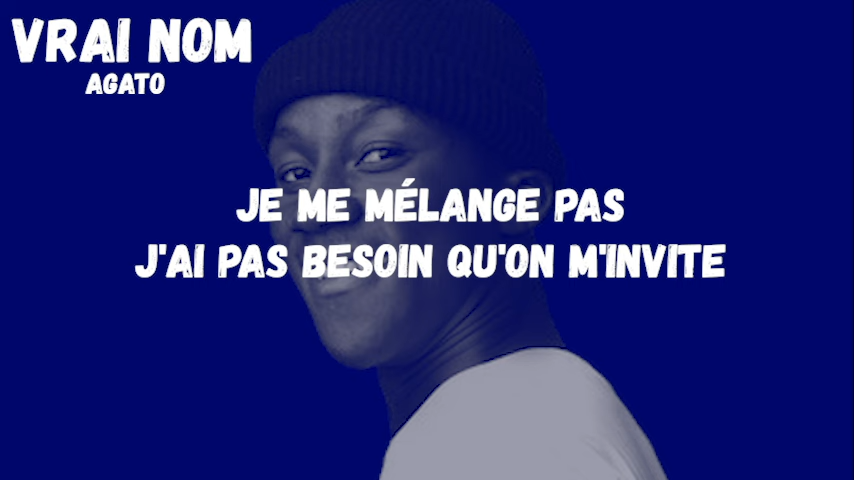 VRAI NOM
AGATO
JE ME MÉLANGE PAS
J'AI PAS BESOIN QU'ON M'INVITE